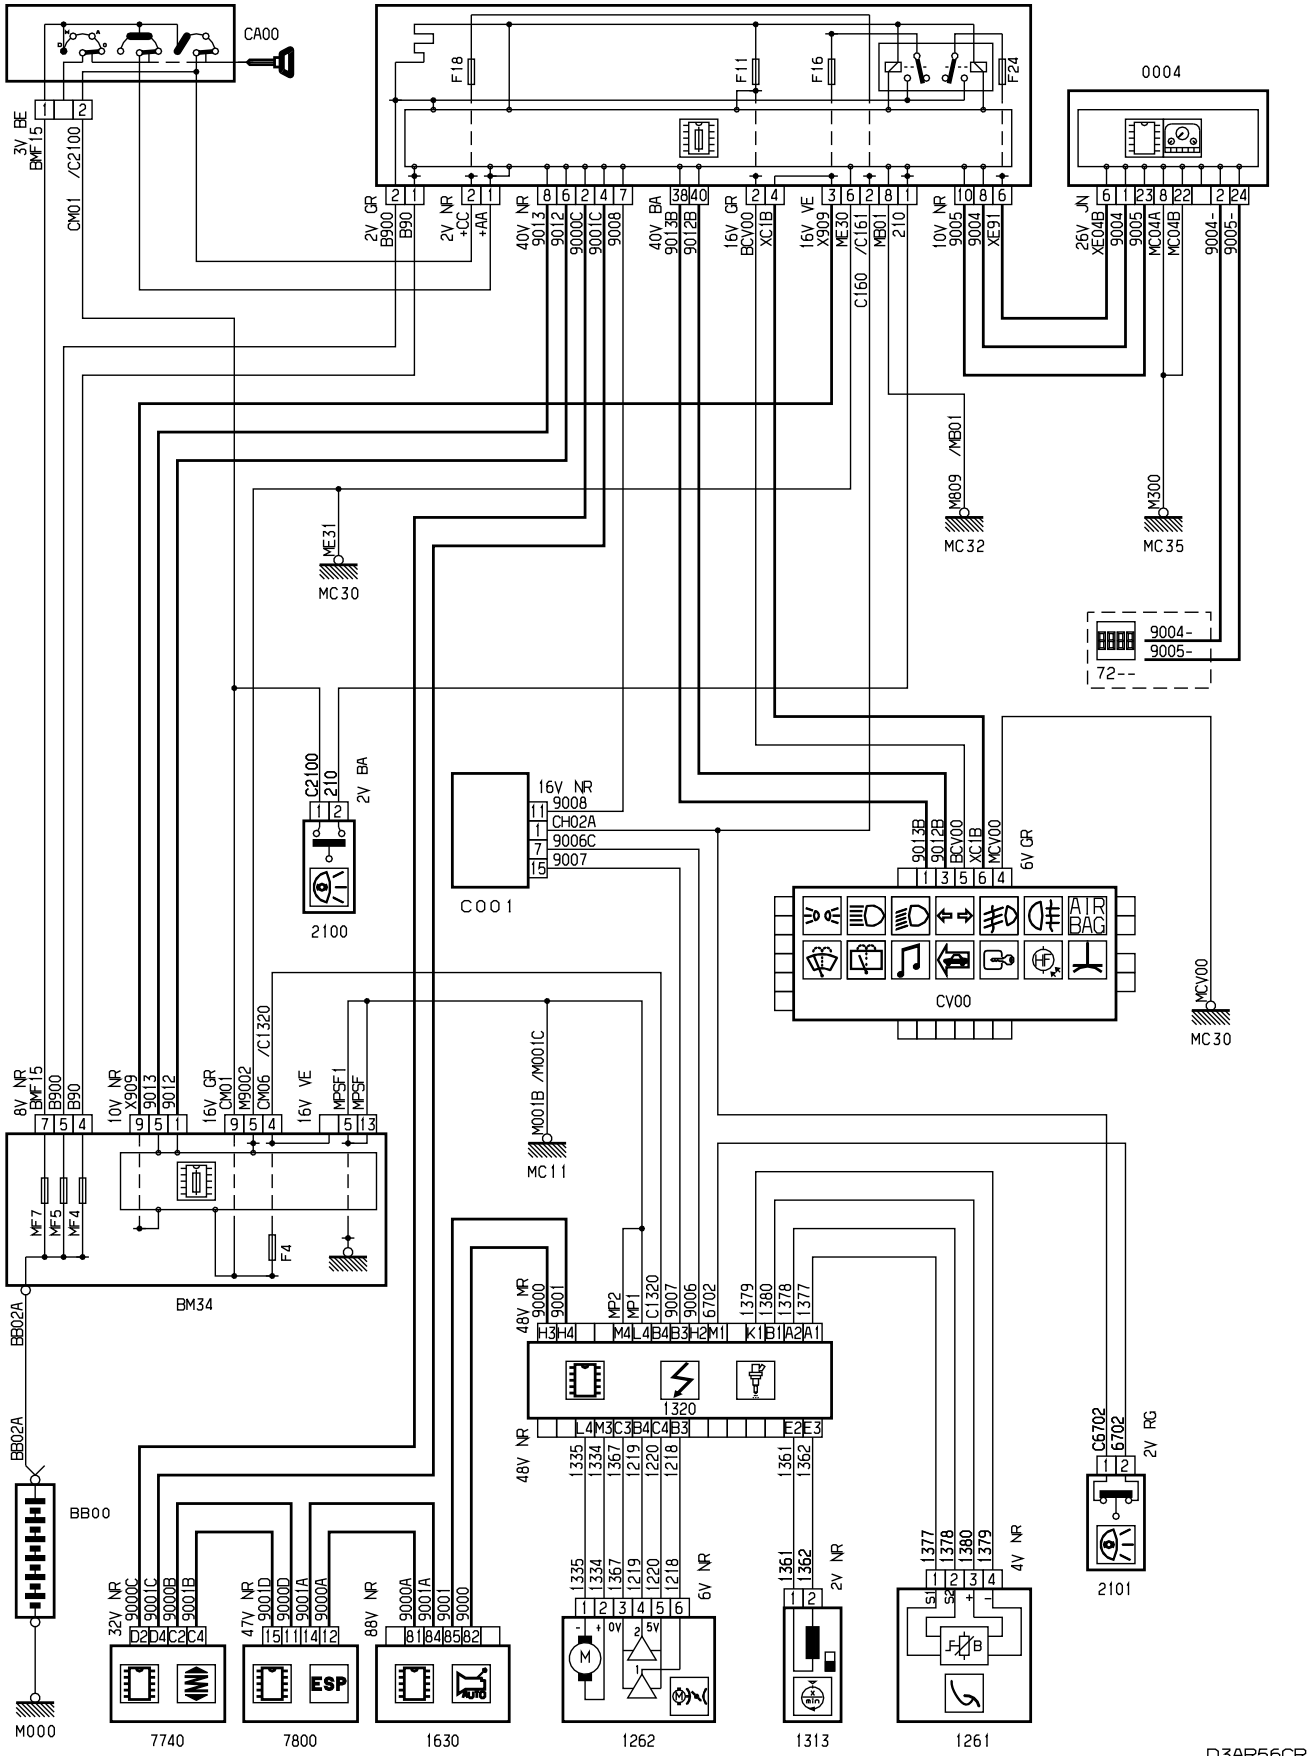 CA00
D M A D
F18 F11 F16 F24
0004
1 2
3V BE
BMF15
CM01 /C2100
2 1 2 1 8 6 2 4 7 38 40 2 4 3 6 2 8 1 10 8 6
6 1 23 8 22 2 24
2V GR
B900
B90
2V NR
+CC
+AA
40V NR
9013
9012
9000C
9001C
9008
40V BA
9013B
9012B
16V GR
BCV00
XC1B
16V VE
X909
ME30
C160 /C161
MB01
210
10V NR
9005
9004
XE91
26V JN
XE04B
9004
9005
MC04A
MC04B
9004-
9005-
M809 /MB01
MC32
M300
MC35
ME31
MC30
9004-
9005-
72--
C2100
210
2V BA
1 2
2100
16V NR
11 9008
1 CH02A
7 9006C
15 9007
C001
9013B
9012B
BCV00
XC1B
MCV00
6V GR
1 3 5 6 4
AIR BAG
HF
CV00
MCV00
MC30
8V NR
BMF15
B900
B90
10V NR
X909
9013
9012
16V GR
CM01
M9002
CM06 /C1320
16V VE
MPSF1
MPSF
7 5 4 9 5 1 9 5 4 5 13
M001B /M001C
MC11
MF7
MF5
MF4
F4
BM34
BB02A
BB02A
BB00
M000
48V MR
9000
9001
MP2
MP1
C1320
9007
9006
6702
1379
1380
1378
1377
H3 H4 M4 L4 B4 B3 H2 M1 K1 B1 A2 A1
1320
L4 M3 C3 B4 C4 B3 E2 E3
48V NR
1335
1334
1367
1219
1220
1218
1361
1362
C6702
6702
2V RG
1 2
2101
32V NR
9000C
9001C
9000B
9001B
D2 D4 C2 C4
7740
47V NR
9001D
9000D
9001A
9000A
15 11 14 12
ESP
7800
88V NR
9000A
9001A
9001
9000
81 84 85 82
AUTO
1630
1335
1334
1367
1219
1220
1218
6V NR
1 2 3 4 5 6
- + 0V 2 5V
M
1
M
1262
1361
1362
2V NR
1 2
x min
1313
1377
1378
1380
1379
4V NR
1 2 3 4
S1 S2 + -
B
1261
D3AR56CP